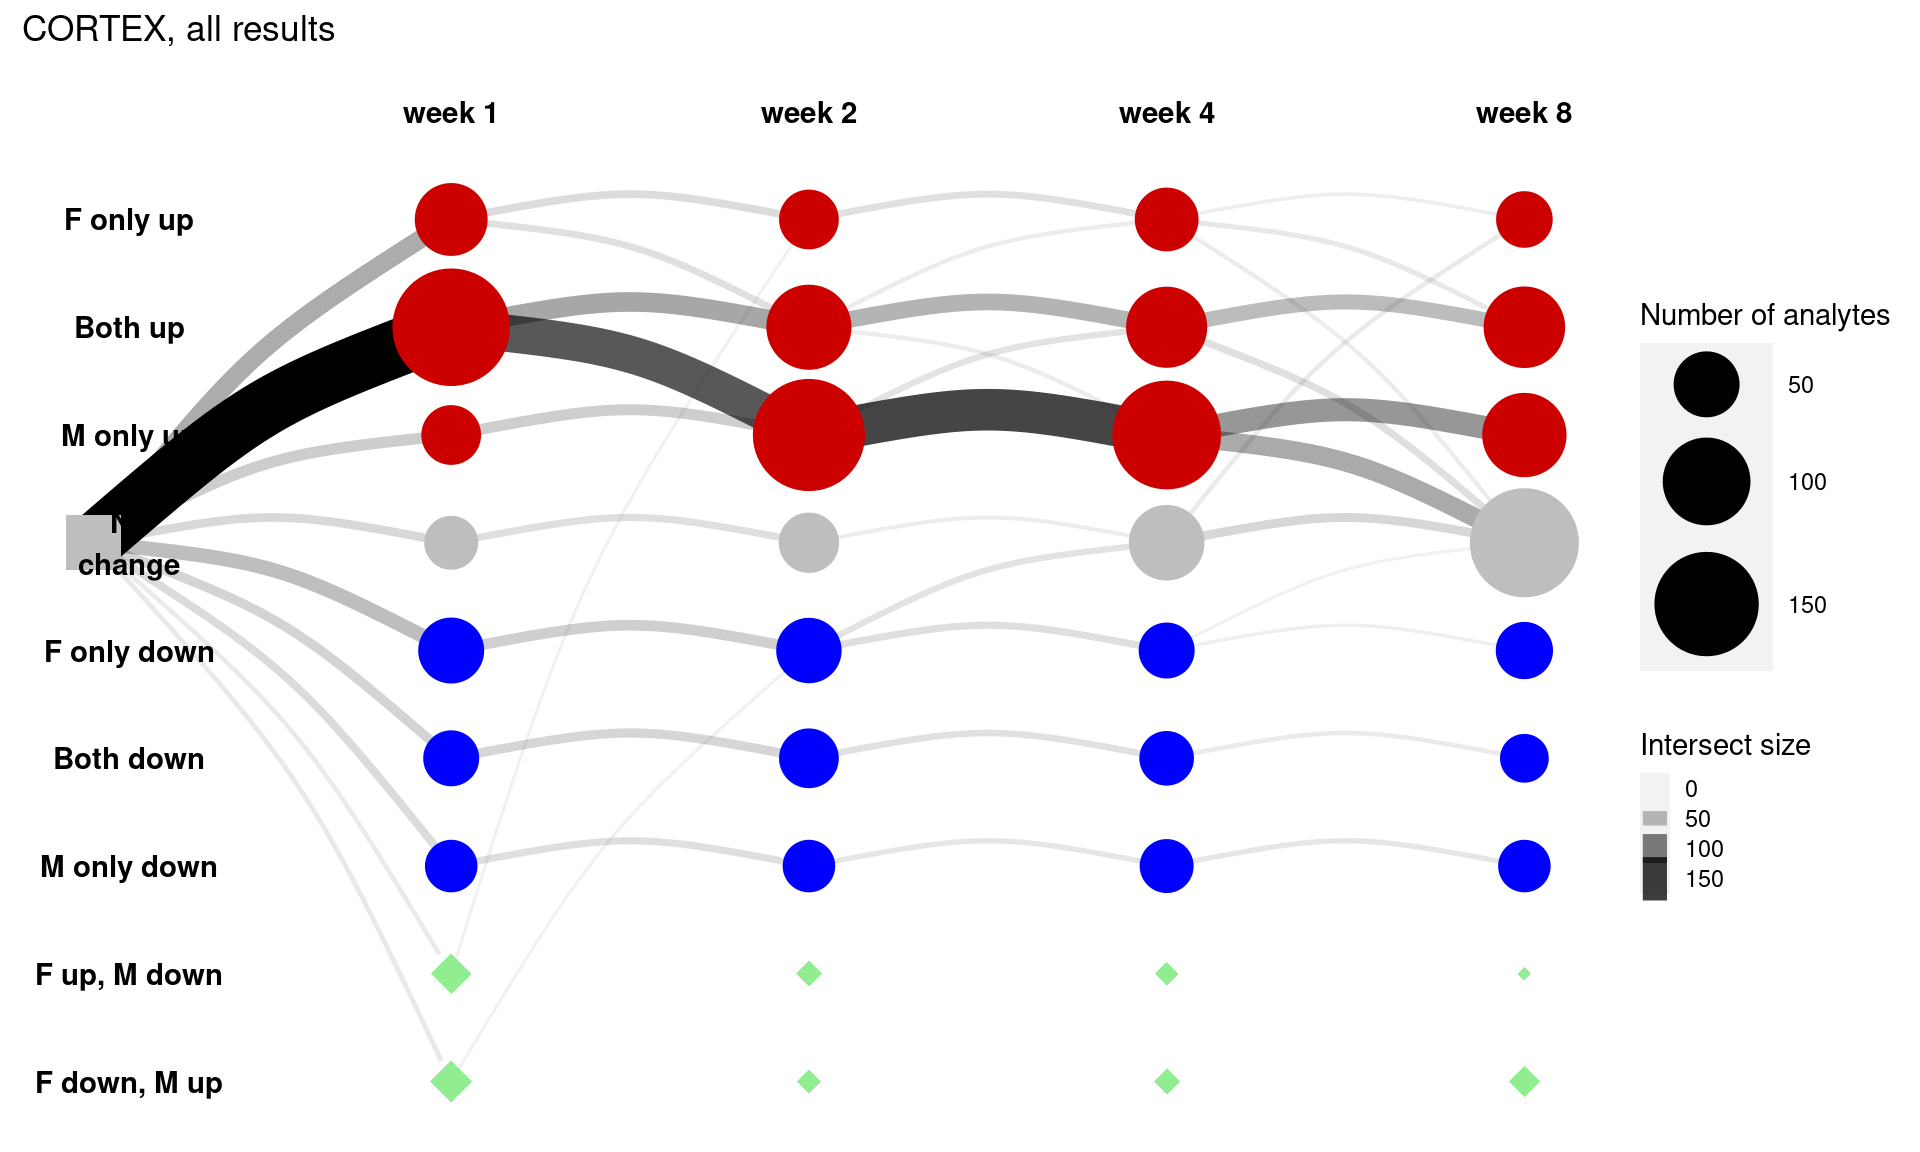 CORTEX, all results
week 1 week 2 week 4 week 8
F only up
Both up
M only
change
F only down
Both down
M only down
F up, M down
F down, M up
Number of analytes
50
100
150
Intersect size
0
50
100
150